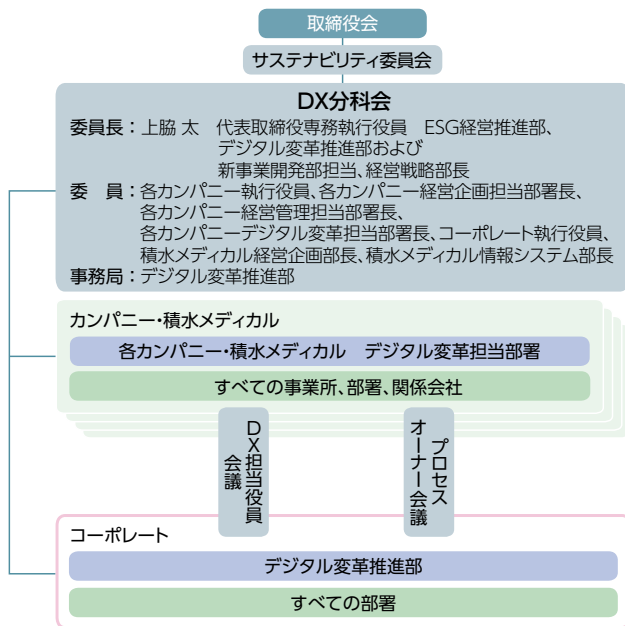 取締役会
サステナビリティ委員会
DX分科会
委員長：上脇 太　代表取締役専務執行役員　ESG経営推進部、
デジタル変革推進部および
新事業開発部担当、経営戦略部長
委　員：各カンパニー執行役員、各カンパニー経営企画担当部署長、
各カンパニー経営管理担当部署長、
各カンパニーデジタル変革担当部署長、コーポレート執行役員、
積水メディカル経営企画部長、積水メディカル情報システム部長
事務局：デジタル変革推進部
カンパニー・積水メディカル
各カンパニー・積水メディカル　デジタル変革担当部署
すべての事業所、部署、関係会社
DX担当役員
会議
プロセス
オーナー会議
コーポレート
デジタル変革推進部
すべての部署